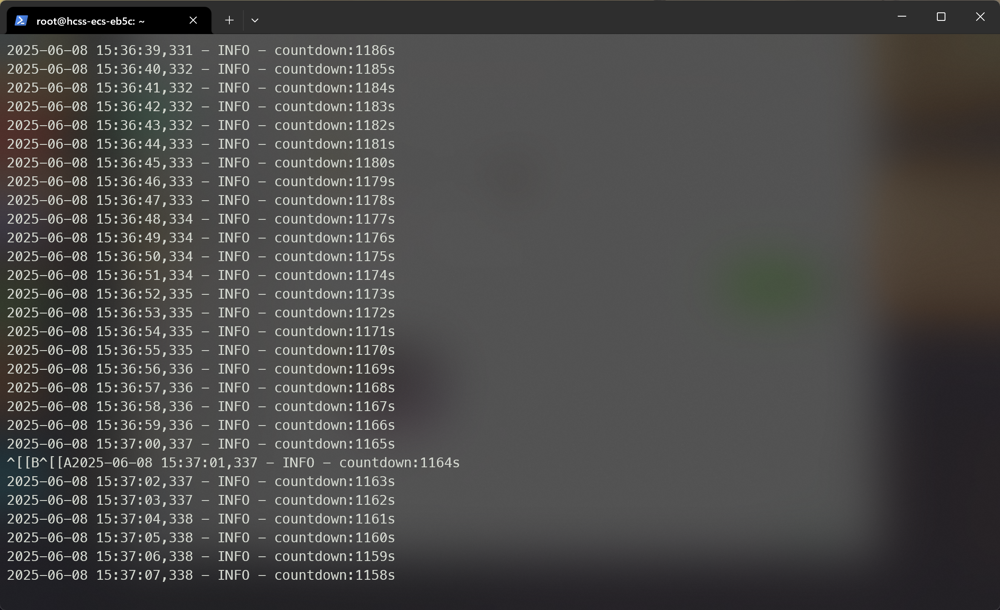 root@hcss-ecs-eb5c: ~
2025-06-08 15:36:39,331 - INFO - countdown:1186s
2025-06-08 15:36:40,332 - INFO - countdown:1185s
2025-06-08 15:36:41,332 - INFO - countdown:1184s
2025-06-08 15:36:42,332 - INFO - countdown:1183s
2025-06-08 15:36:43,332 - INFO - countdown:1182s
2025-06-08 15:36:44,333 - INFO - countdown:1181s
2025-06-08 15:36:45,333 - INFO - countdown:1180s
2025-06-08 15:36:46,333 - INFO - countdown:1179s
2025-06-08 15:36:47,333 - INFO - countdown:1178s
2025-06-08 15:36:48,334 - INFO - countdown:1177s
2025-06-08 15:36:49,334 - INFO - countdown:1176s
2025-06-08 15:36:50,334 - INFO - countdown:1175s
2025-06-08 15:36:51,334 - INFO - countdown:1174s
2025-06-08 15:36:52,335 - INFO - countdown:1173s
2025-06-08 15:36:53,335 - INFO - countdown:1172s
2025-06-08 15:36:54,335 - INFO - countdown:1171s
2025-06-08 15:36:55,335 - INFO - countdown:1170s
2025-06-08 15:36:56,336 - INFO - countdown:1169s
2025-06-08 15:36:57,336 - INFO - countdown:1168s
2025-06-08 15:36:58,336 - INFO - countdown:1167s
2025-06-08 15:36:59,336 - INFO - countdown:1166s
2025-06-08 15:37:00,337 - INFO - countdown:1165s
^[[B^[[A2025-06-08 15:37:01,337 - INFO - countdown:1164s
2025-06-08 15:37:02,337 - INFO - countdown:1163s
2025-06-08 15:37:03,337 - INFO - countdown:1162s
2025-06-08 15:37:04,338 - INFO - countdown:1161s
2025-06-08 15:37:05,338 - INFO - countdown:1160s
2025-06-08 15:37:06,338 - INFO - countdown:1159s
2025-06-08 15:37:07,338 - INFO - countdown:1158s